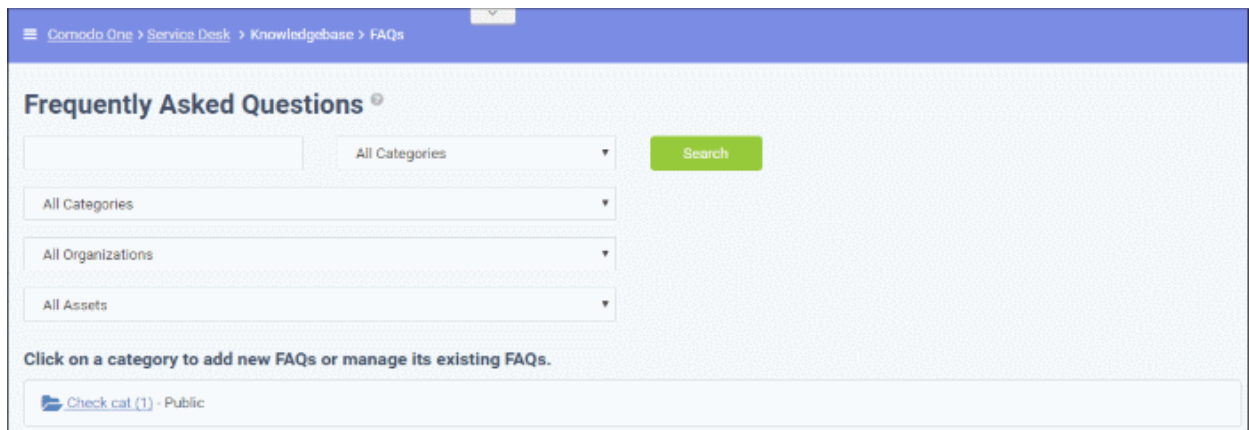 Comodo One > Service Desk > Knowledgebase > FAQs
Frequently Asked Questions
All Categories
Search
All Categories
All Organizations
All Assets
Click on a category to add new FAQs or manage its existing FAQs.
Check cat (1) - Public